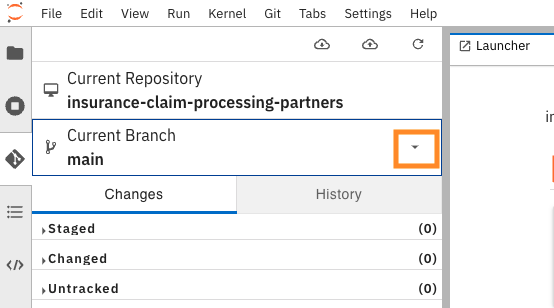 File Edit View Run Kernel Git Tabs Settings Help
Launcher
Current Repository
insurance-claim-processing-partners
Current Branch
main
Changes History
Staged (0)
Changed (0)
Untracked (0)